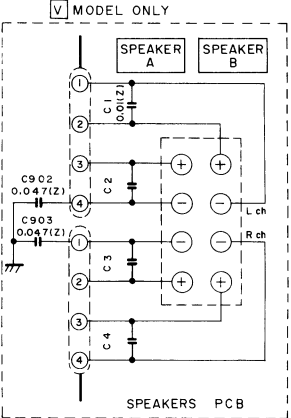 V MODEL ONLY
SPEAKER A
SPEAKER B
1
C1
0.01(Z)
2
3
C2
C902
0.047(Z)
4
L ch
C903
0.047(Z)
1
R ch
C3
2
3
C4
4
SPEAKERS PCB